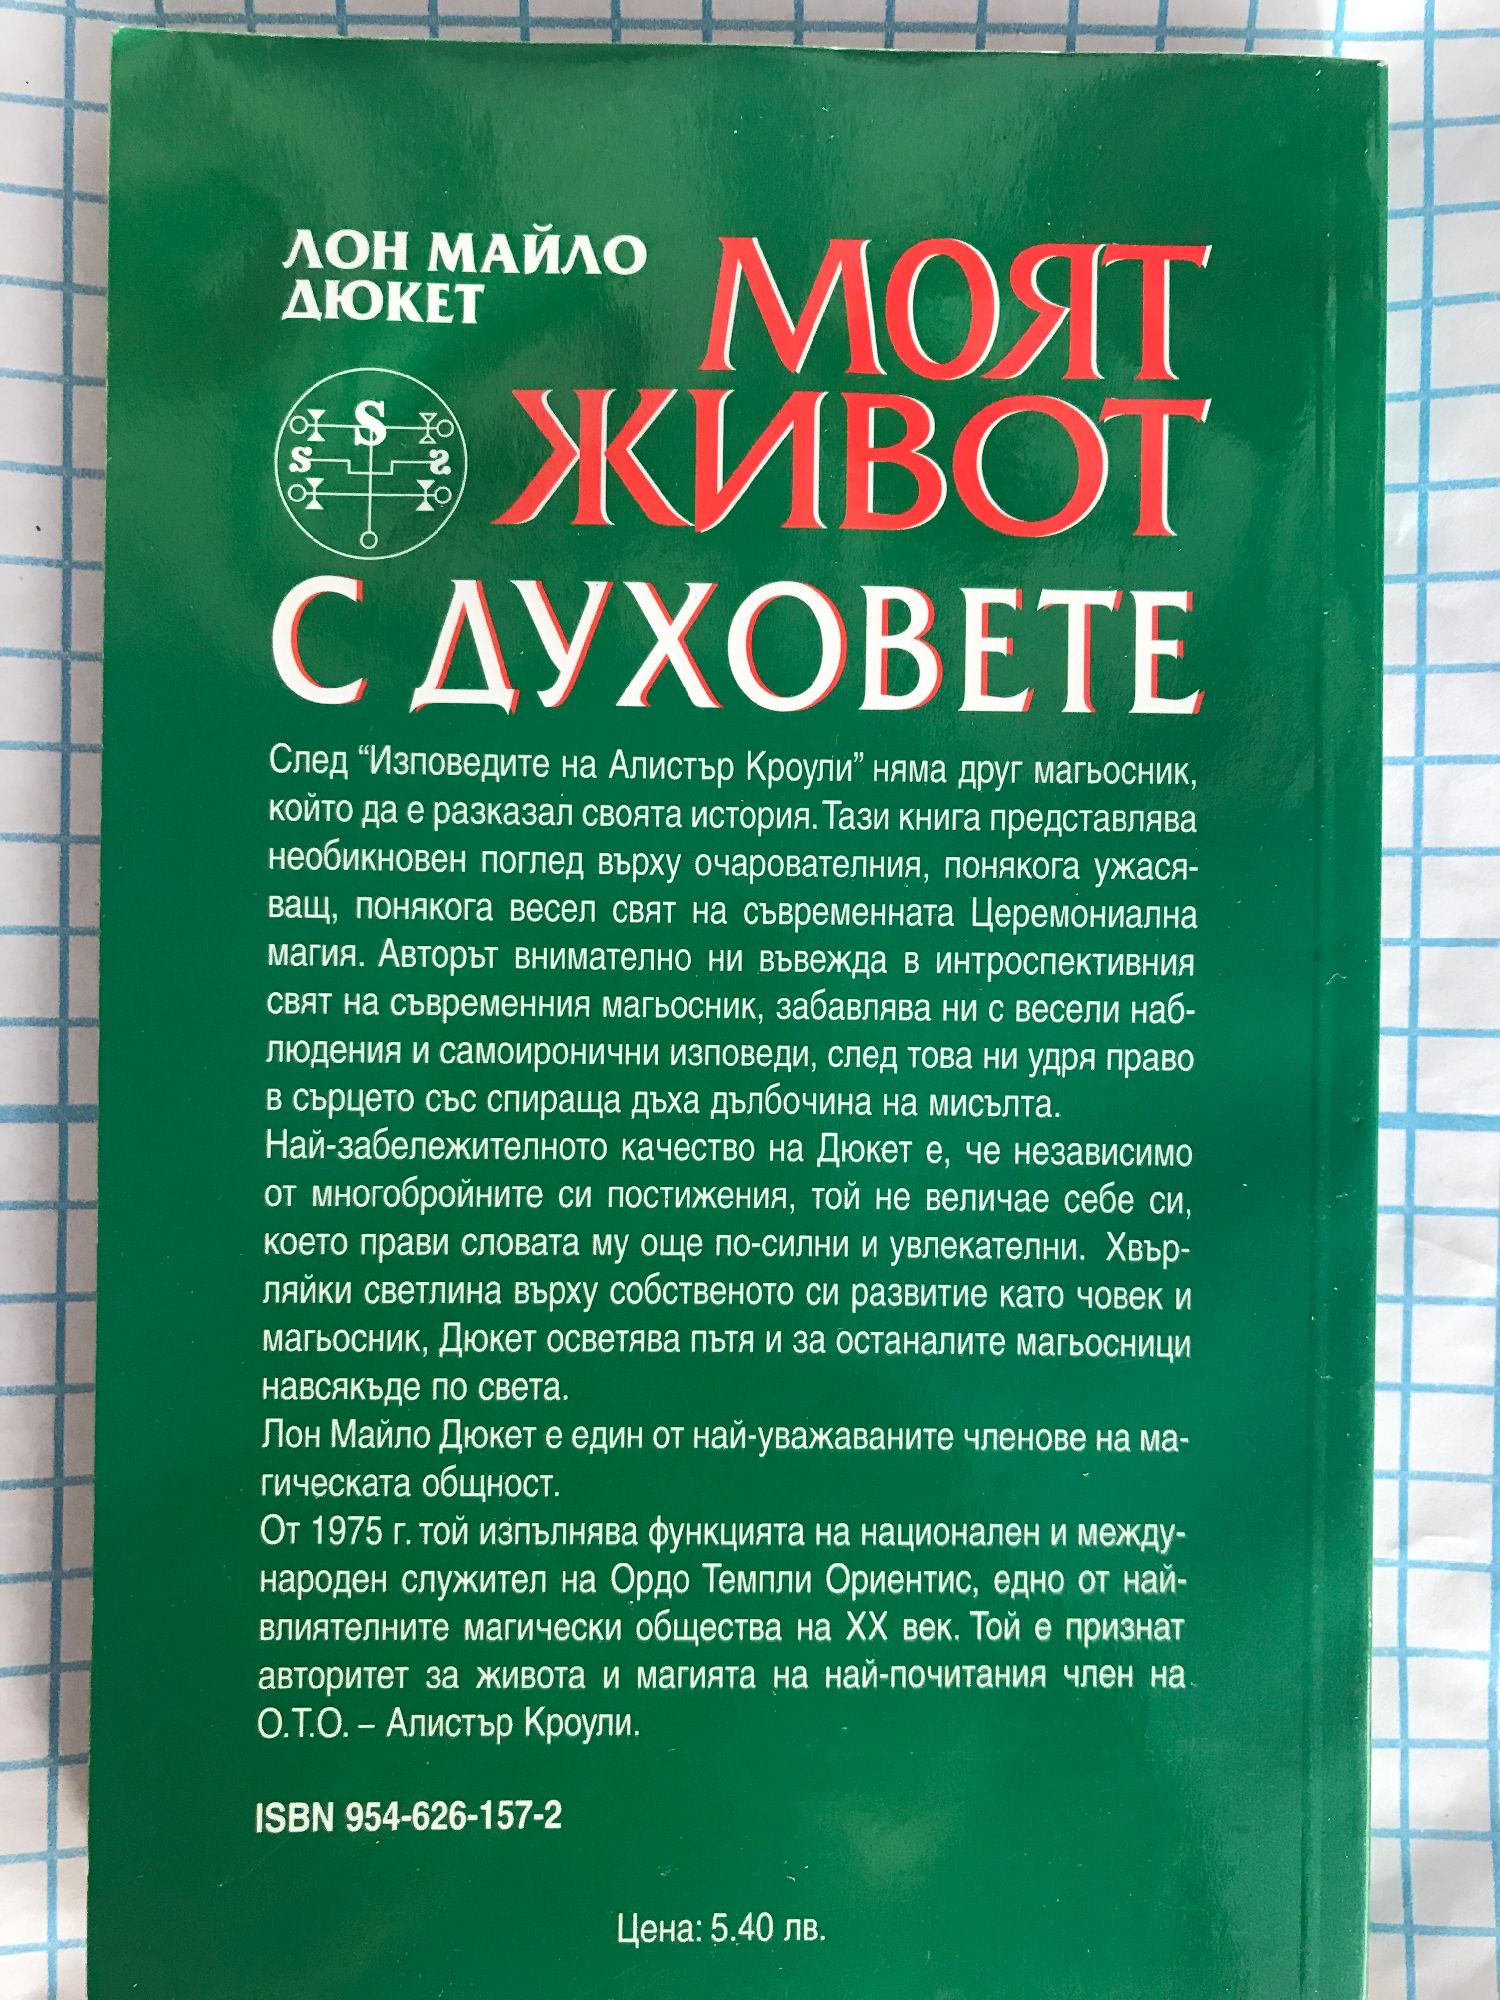 ЛОН МАЙЛО
ДЮКЕТ
МОЯТ
ЖИВОТ
С ДУХОВЕТЕ
S
S S
След “Изповедите на Алистър Кроули” няма друг магьосник,
който да е разказал своята история. Тази книга представлява
необикновен поглед върху очарователния, понякога ужася-
ващ, понякога весел свят на съвременната Церемониална
магия. Авторът внимателно ни въвежда в интроспективния
свят на съвременния магьосник, забавлява ни с весели наб-
людения и самоиронични изповеди, след това ни удря право
в сърцето със спираща дъха дълбочина на мисълта.
Най-забележителното качество на Дюкет е, че независимо
от многобройните си постижения, той не величае себе си,
което прави словата му още по-силни и увлекателни. Хвър-
ляйки светлина върху собственото си развитие като човек и
магьосник, Дюкет осветява пътя и за останалите магьосници
навсякъде по света.
Лон Майло Дюкет е един от най-уважаваните членове на ма-
гическата общност.
От 1975 г. той изпълнява функцията на национален и между-
народен служител на Ордо Темпли Ориентис, едно от най-
влиятелните магически общества на XX век. Той е признат
авторитет за живота и магията на най-почитания член на
О.Т.О. – Алистър Кроули.
ISBN 954-626-157-2
Цена: 5.40 лв.